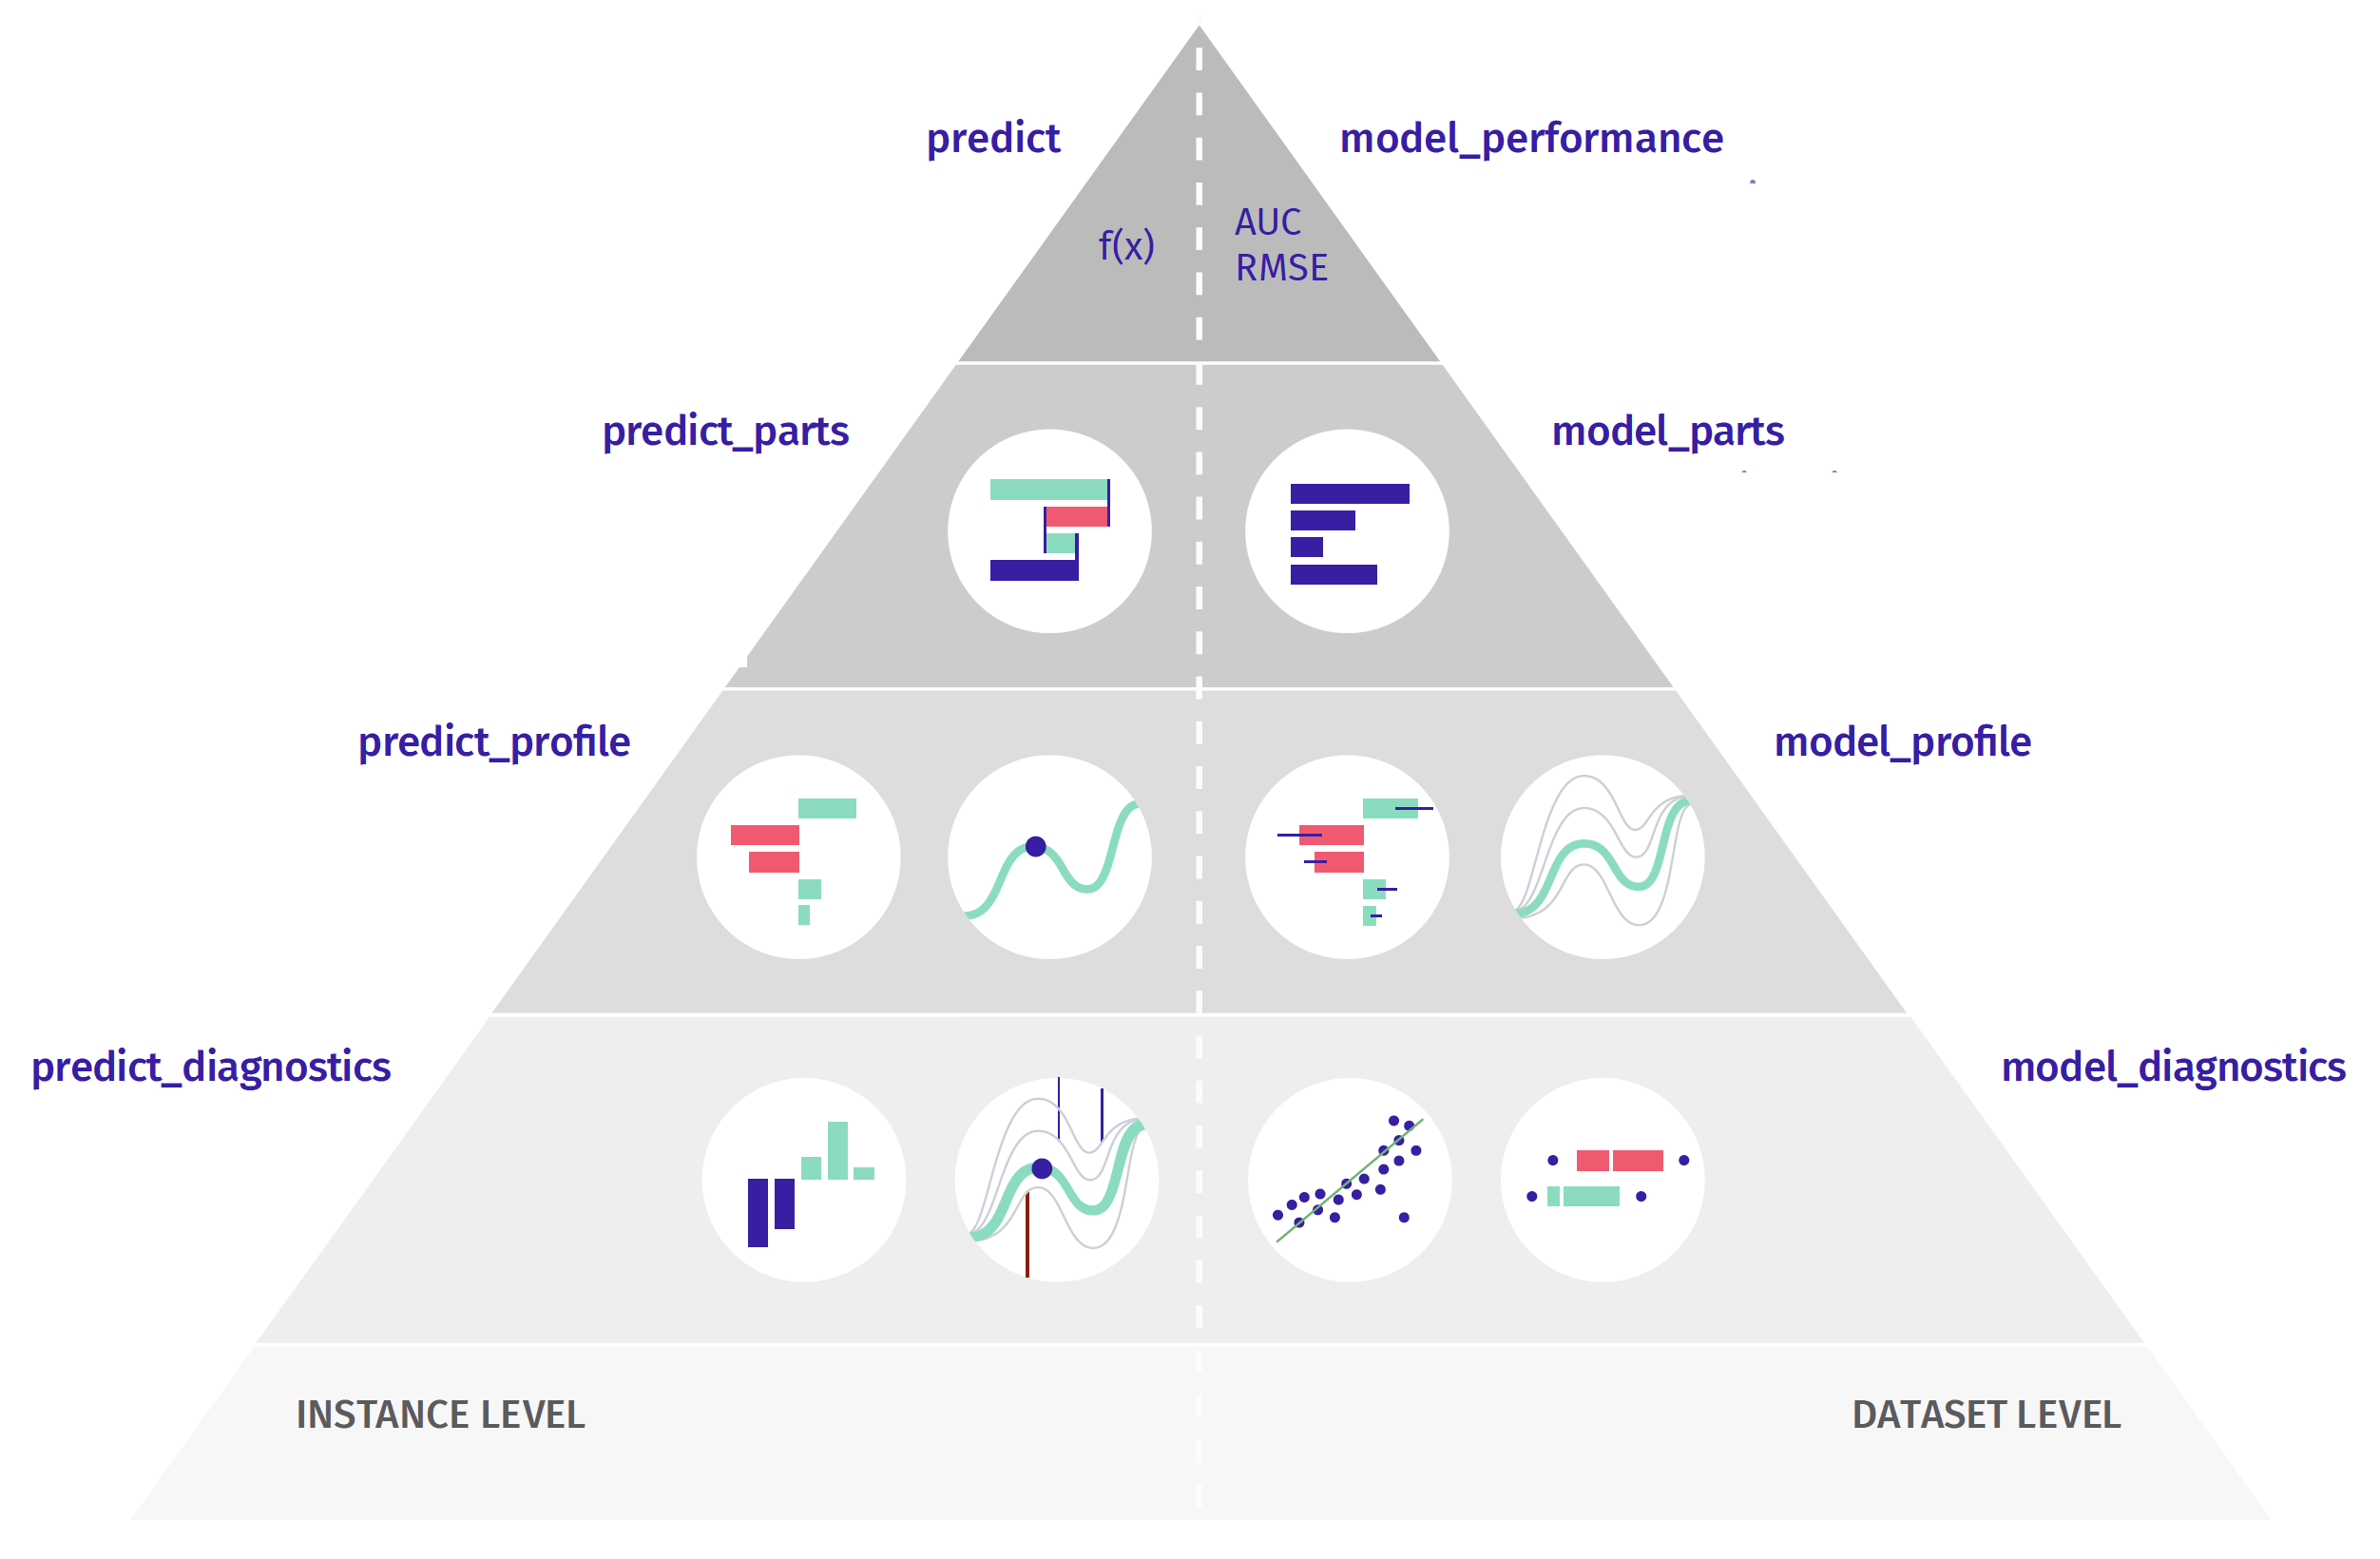 predict
model_performance
f(x)
AUC
RMSE
predict_parts
model_parts
predict_profile
model_profile
predict_diagnostics
model_diagnostics
INSTANCE LEVEL
DATASET LEVEL